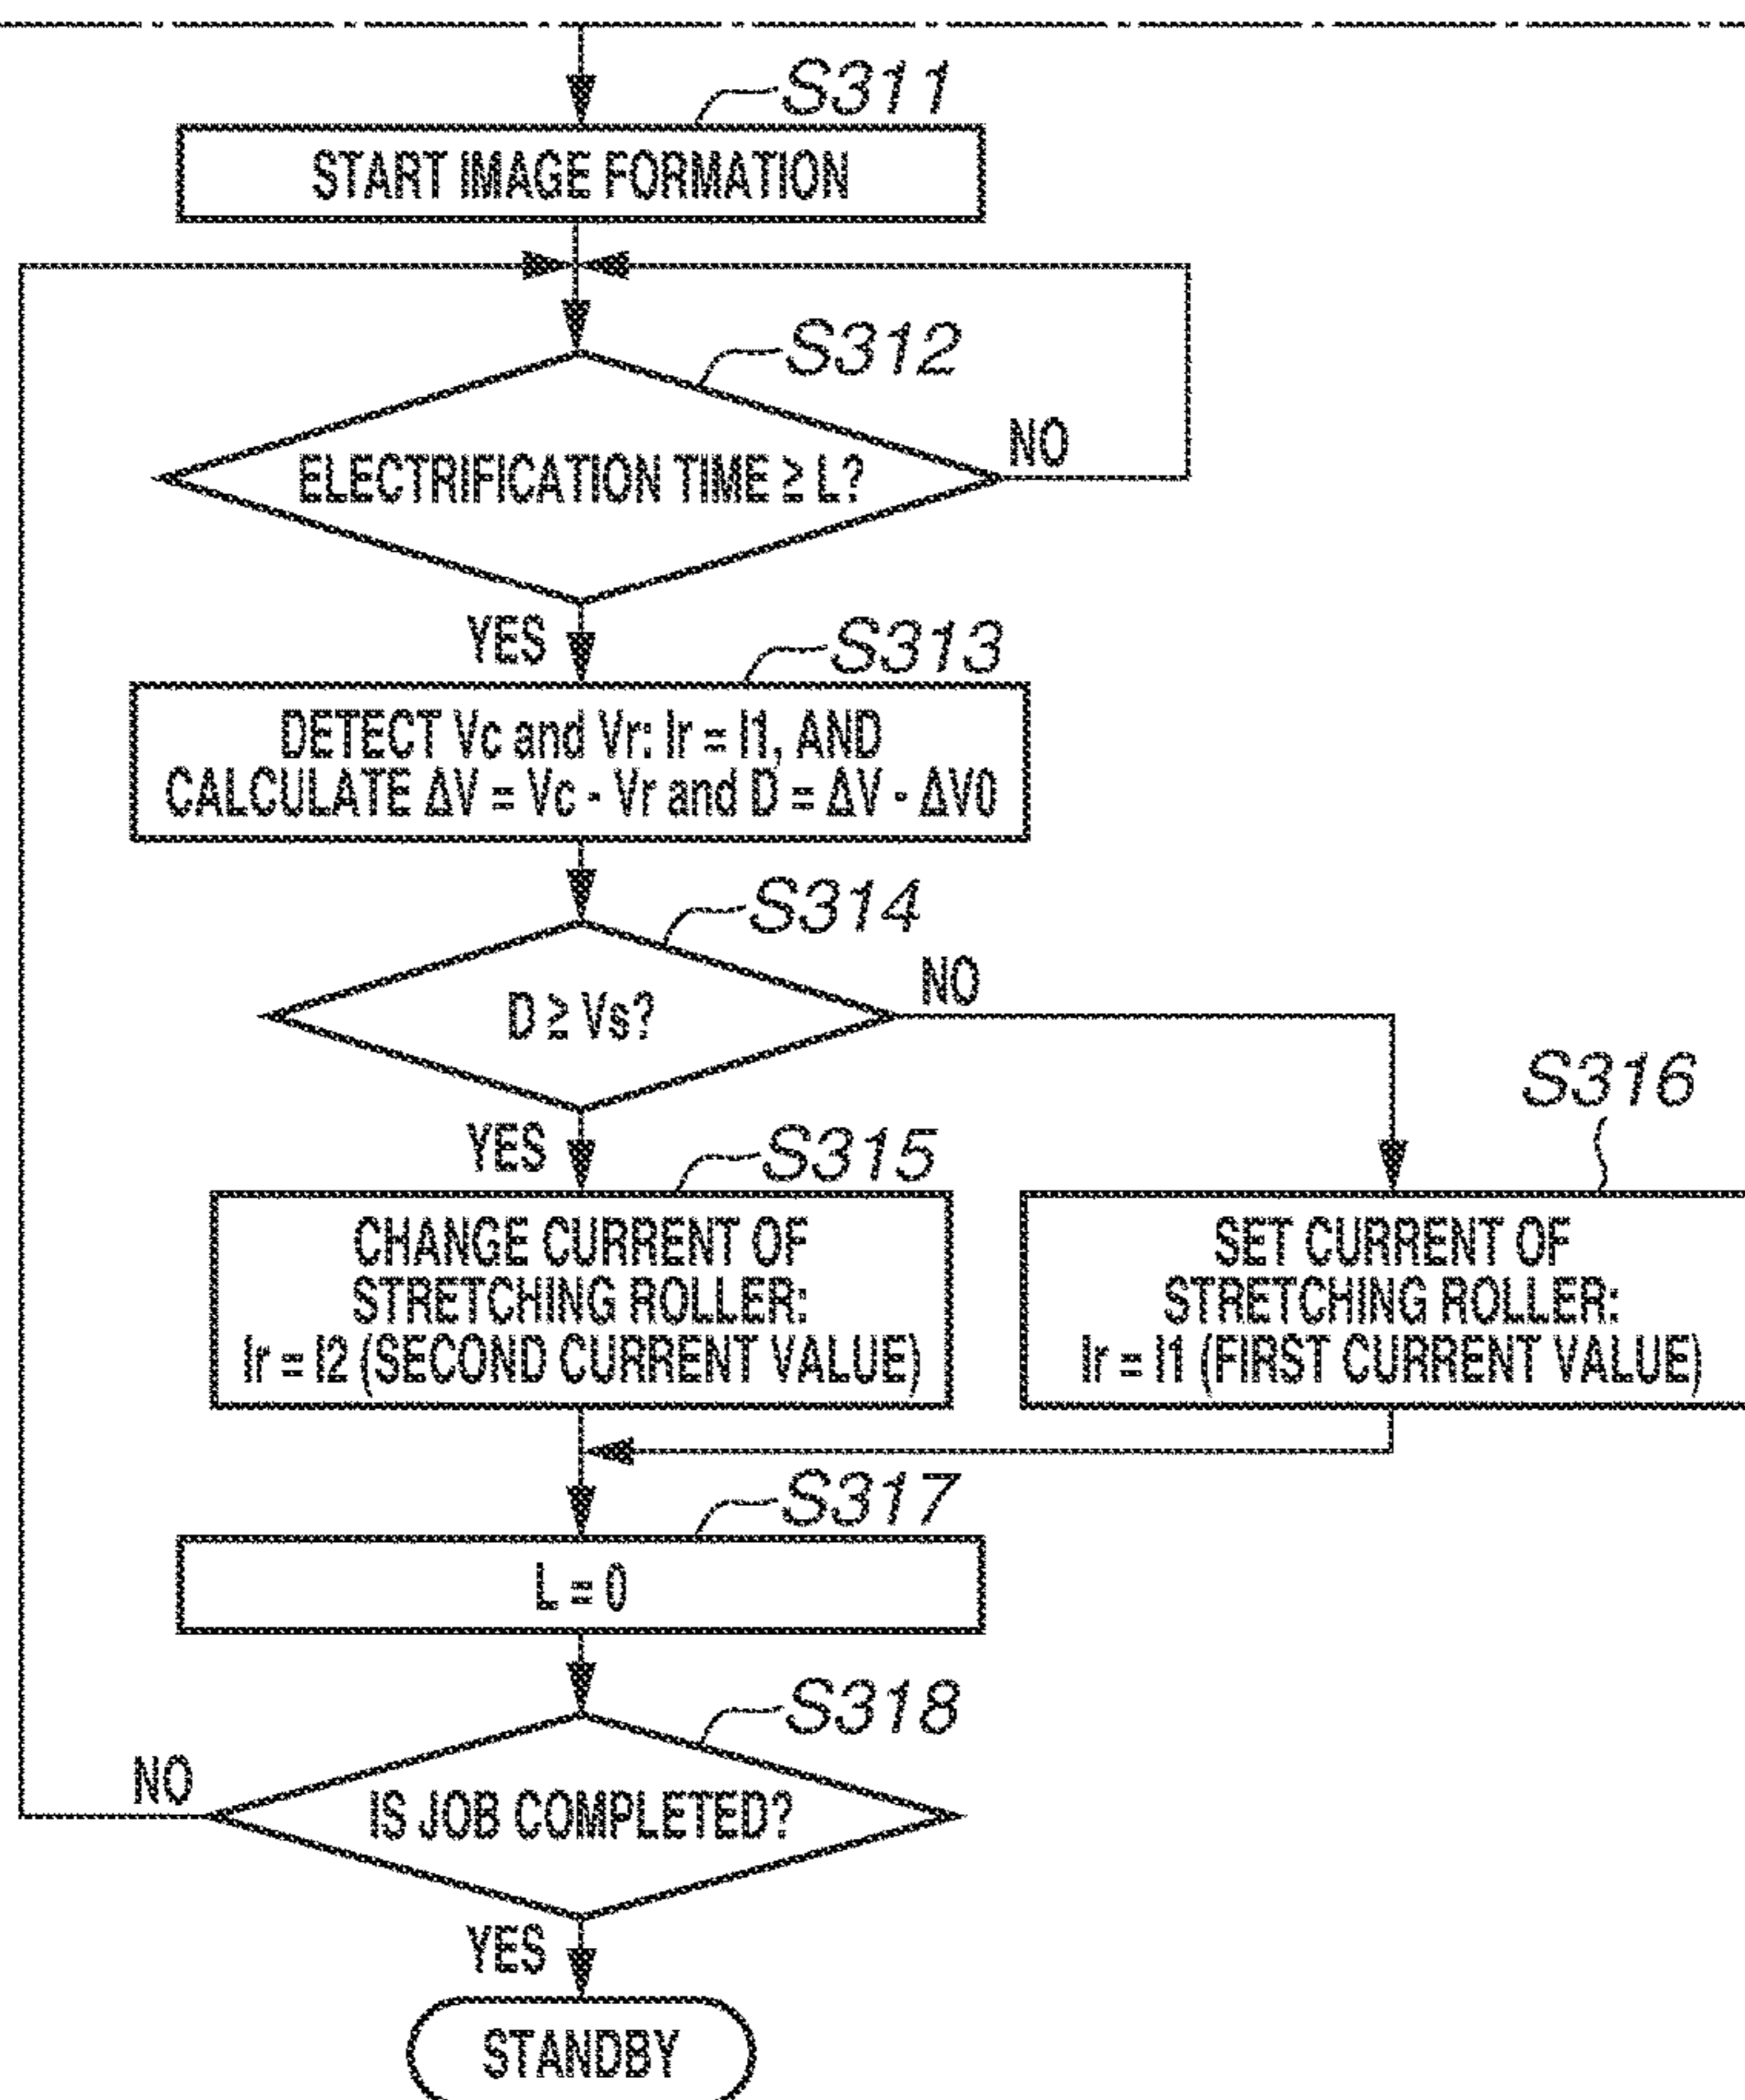 S311
START IMAGE FORMATION
S312
ELECTRIFICATION TIME ≥ L?
NO
YES
S313
DETECT Vc and Vr: Ir = I1, AND
CALCULATE ΔV = Vc - Vr and D = ΔV - ΔV0
S314
D ≥ Vs?
NO
YES
S315
CHANGE CURRENT OF
STRETCHING ROLLER:
Ir = I2 (SECOND CURRENT VALUE)
S316
SET CURRENT OF
STRETCHING ROLLER:
Ir = I1 (FIRST CURRENT VALUE)
S317
L = 0
S318
IS JOB COMPLETED?
NO
YES
STANDBY